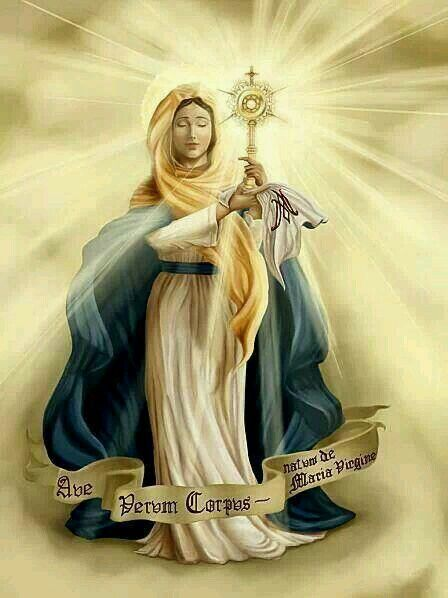 Ave
Verum Corpus –
natum de
Maria Virgine